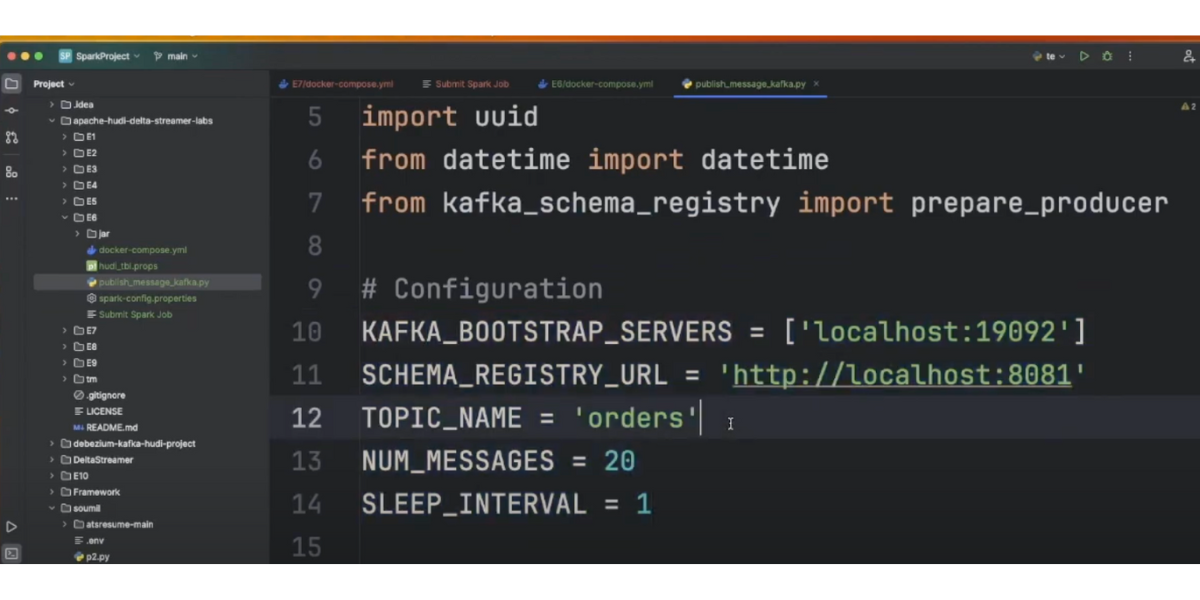 SP SparkProject main te
Project
E7/docker-compose.yml Submit Spark Job E6/docker-compose.yml publish_message_kafka.py
.idea
apache-hudi-delta-streamer-labs
E1
E2
E3
E4
E5
E6
jar
docker-compose.yml
hudi_tbl.props
publish_message_kafka.py
spark-config.properties
Submit Spark Job
E7
E8
E9
tm
.gitignore
LICENSE
README.md
debezium-kafka-hudi-project
DeltaStreamer
E10
Framework
soumil
atsresume-main
.env
p2.py
2
5 import uuid
6 from datetime import datetime
7 from kafka_schema_registry import prepare_producer
8
9 # Configuration
10 KAFKA_BOOTSTRAP_SERVERS = ['localhost:19092']
11 SCHEMA_REGISTRY_URL = 'http://localhost:8081'
12 TOPIC_NAME = 'orders'
13 NUM_MESSAGES = 20
14 SLEEP_INTERVAL = 1
15